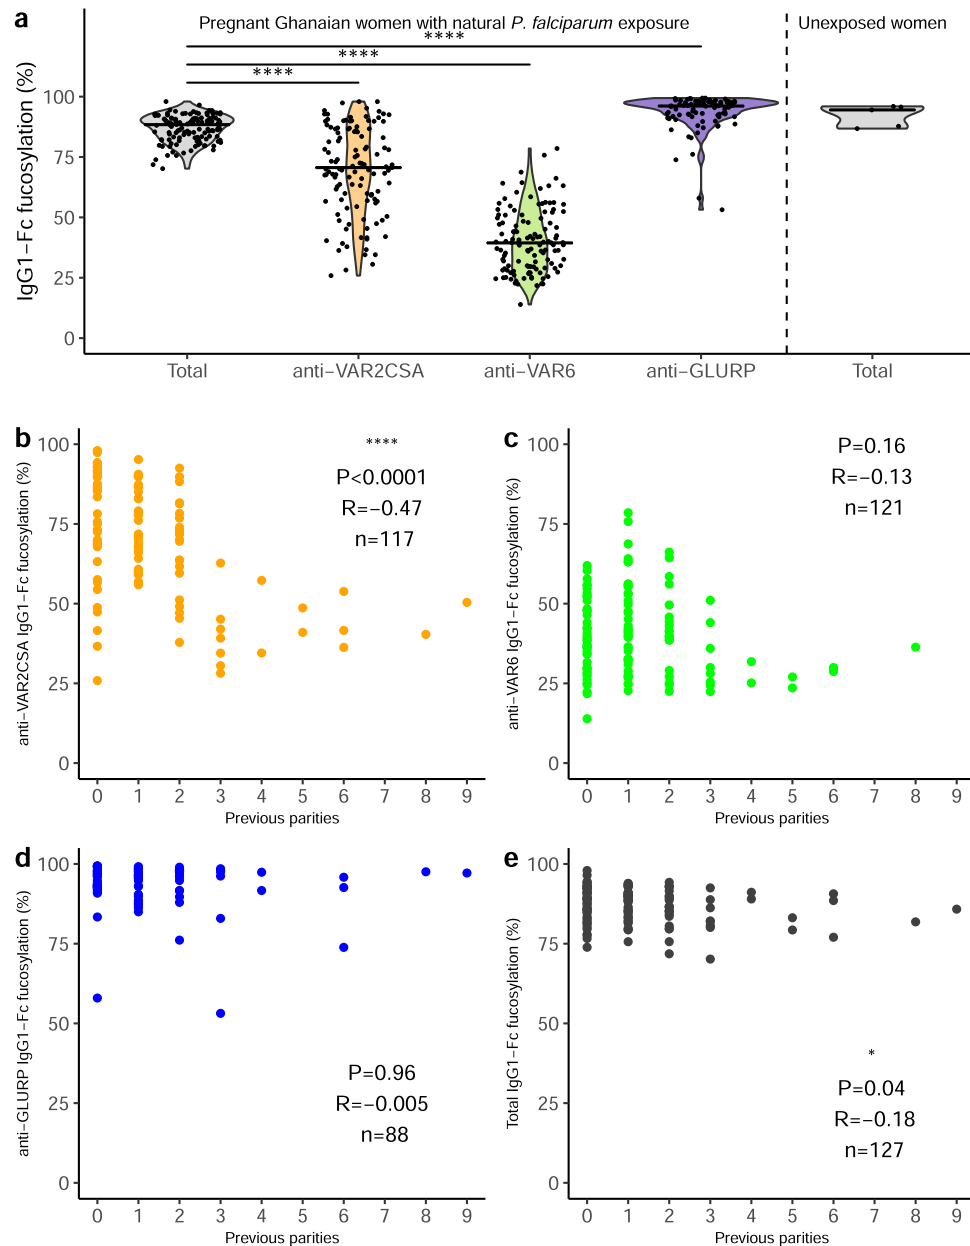 a
Pregnant Ghanaian women with natural P. falciparum exposure
Unexposed women
****
****
****
IgG1−Fc fucosylation (%)
100
75
50
25
0
Total
anti−VAR2CSA
anti−VAR6
anti−GLURP
Total
b
anti−VAR2CSA IgG1−Fc fucosylation (%)
100
75
50
25
0
****
P<0.0001
R=−0.47
n=117
0 1 2 3 4 5 6 7 8 9
Previous parities
c
anti−VAR6 IgG1−Fc fucosylation (%)
100
75
50
25
0
P=0.16
R=−0.13
n=121
0 1 2 3 4 5 6 7 8 9
Previous parities
d
anti−GLURP IgG1−Fc fucosylation (%)
100
75
50
25
0
P=0.96
R=−0.005
n=88
0 1 2 3 4 5 6 7 8 9
Previous parities
e
Total IgG1−Fc fucosylation (%)
100
75
50
25
0
*
P=0.04
R=−0.18
n=127
0 1 2 3 4 5 6 7 8 9
Previous parities